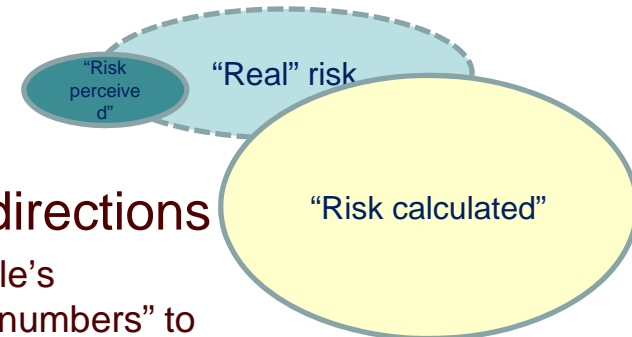 “Risk
perceive
d”
“Real” risk
“Risk calculated”
directions
le’s
numbers” to